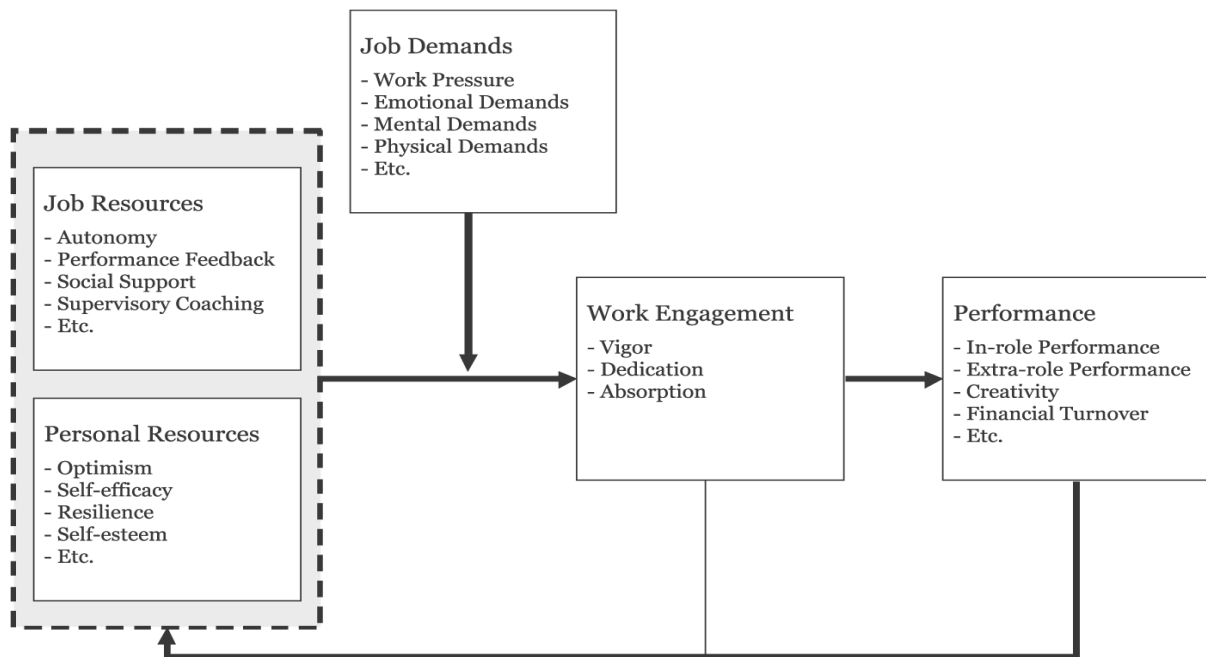 Job Demands
- Work Pressure
- Emotional Demands
- Mental Demands
- Physical Demands
- Etc.
Job Resources
- Autonomy
- Performance Feedback
- Social Support
- Supervisory Coaching
- Etc.
Personal Resources
- Optimism
- Self-efficacy
- Resilience
- Self-esteem
- Etc.
Work Engagement
- Vigor
- Dedication
- Absorption
Performance
- In-role Performance
- Extra-role Performance
- Creativity
- Financial Turnover
- Etc.